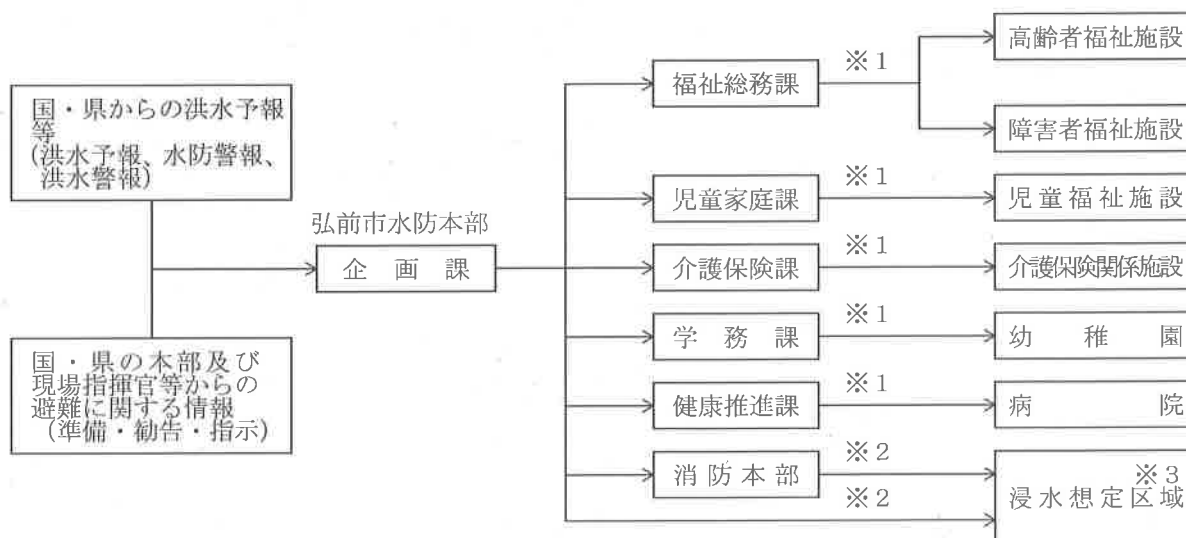 国・県からの洪水予報
等
(洪水予報、水防警報、
洪水警報)
国・県の本部及び
現場指揮官等からの
避難に関する情報
(準備・勧告・指示)
弘前市水防本部
企画課
福祉総務課
※1
高齢者福祉施設
障害者福祉施設
児童家庭課
※1
児童福祉施設
介護保険課
※1
介護保険関係施設
学務課
※1
幼稚園
健康推進課
※1
病院
消防本部
※2
※2
※3
浸水想定区域